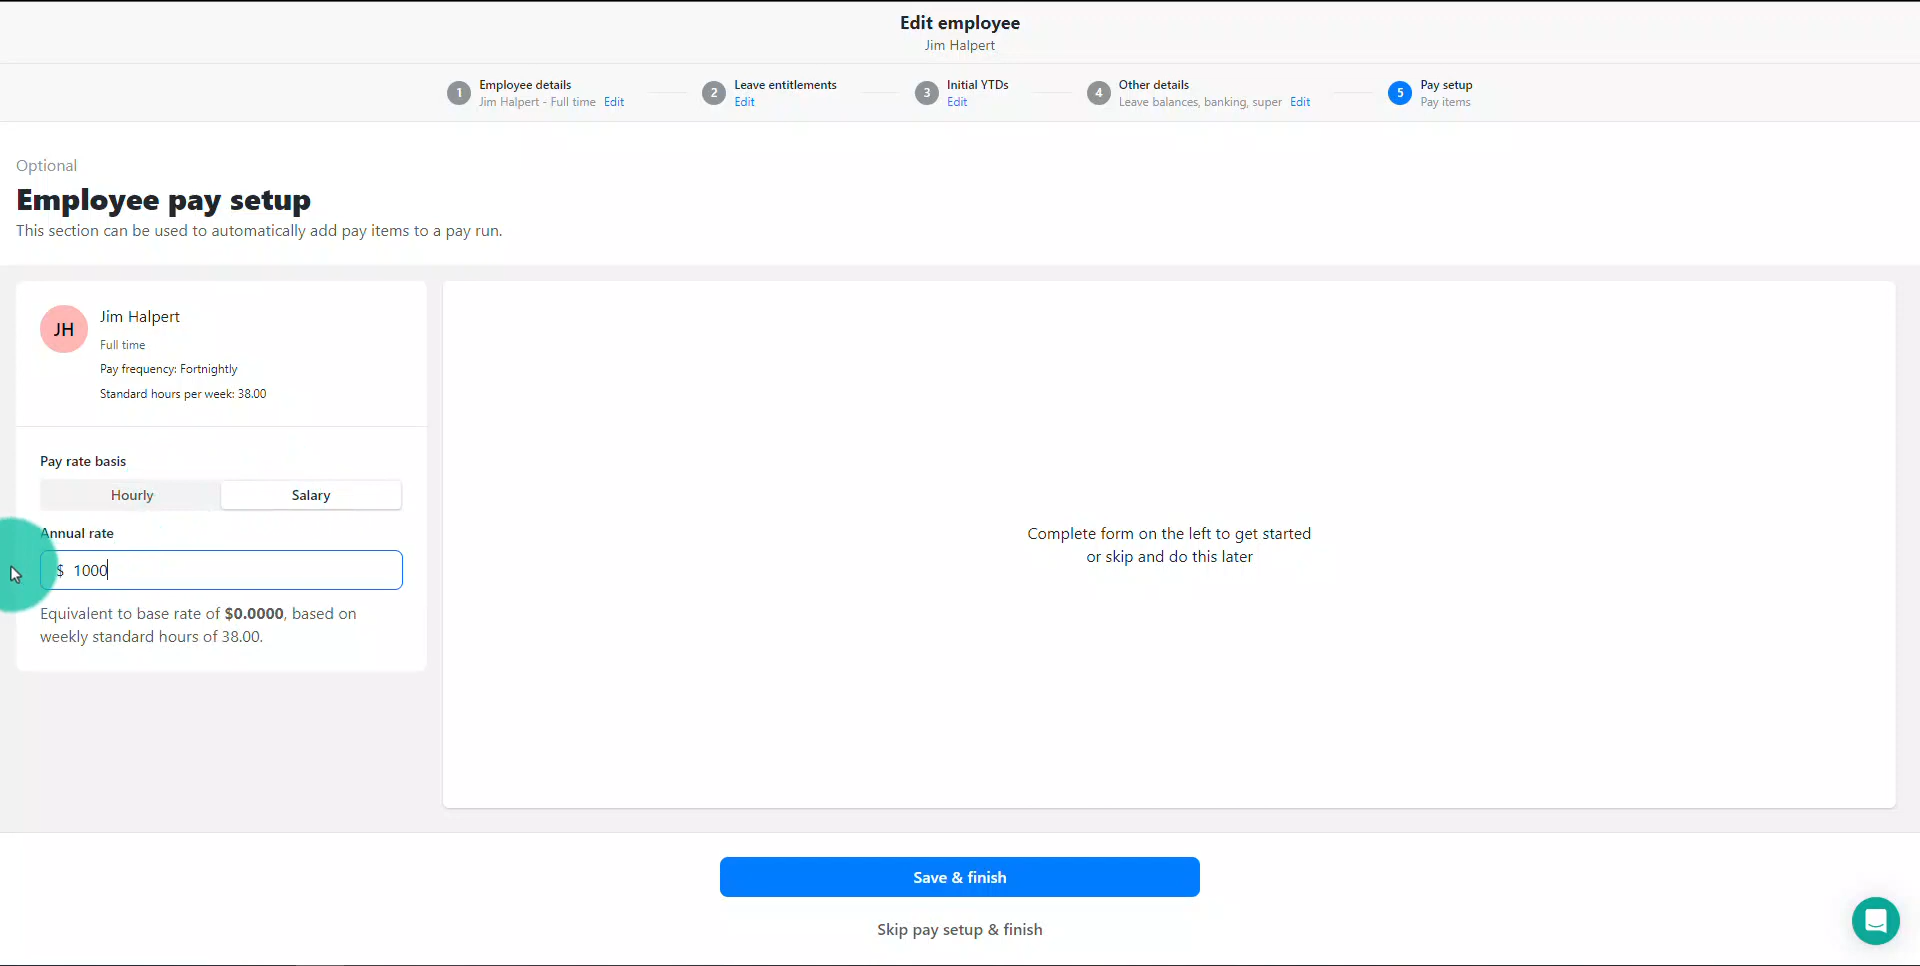 Edit employee
Jim Halpert
1 Employee details
Jim Halpert - Full time Edit
2 Leave entitlements
Edit
3 Initial YTDs
Edit
4 Other details
Leave balances, banking, super Edit
5 Pay setup
Pay items
Optional
Employee pay setup
This section can be used to automatically add pay items to a pay run.
JH
Jim Halpert
Full time
Pay frequency: Fortnightly
Standard hours per week: 38.00
Pay rate basis
Hourly Salary
Annual rate
$ 1000
Equivalent to base rate of $0.0000, based on
weekly standard hours of 38.00.
Complete form on the left to get started
or skip and do this later
Save & finish
Skip pay setup & finish